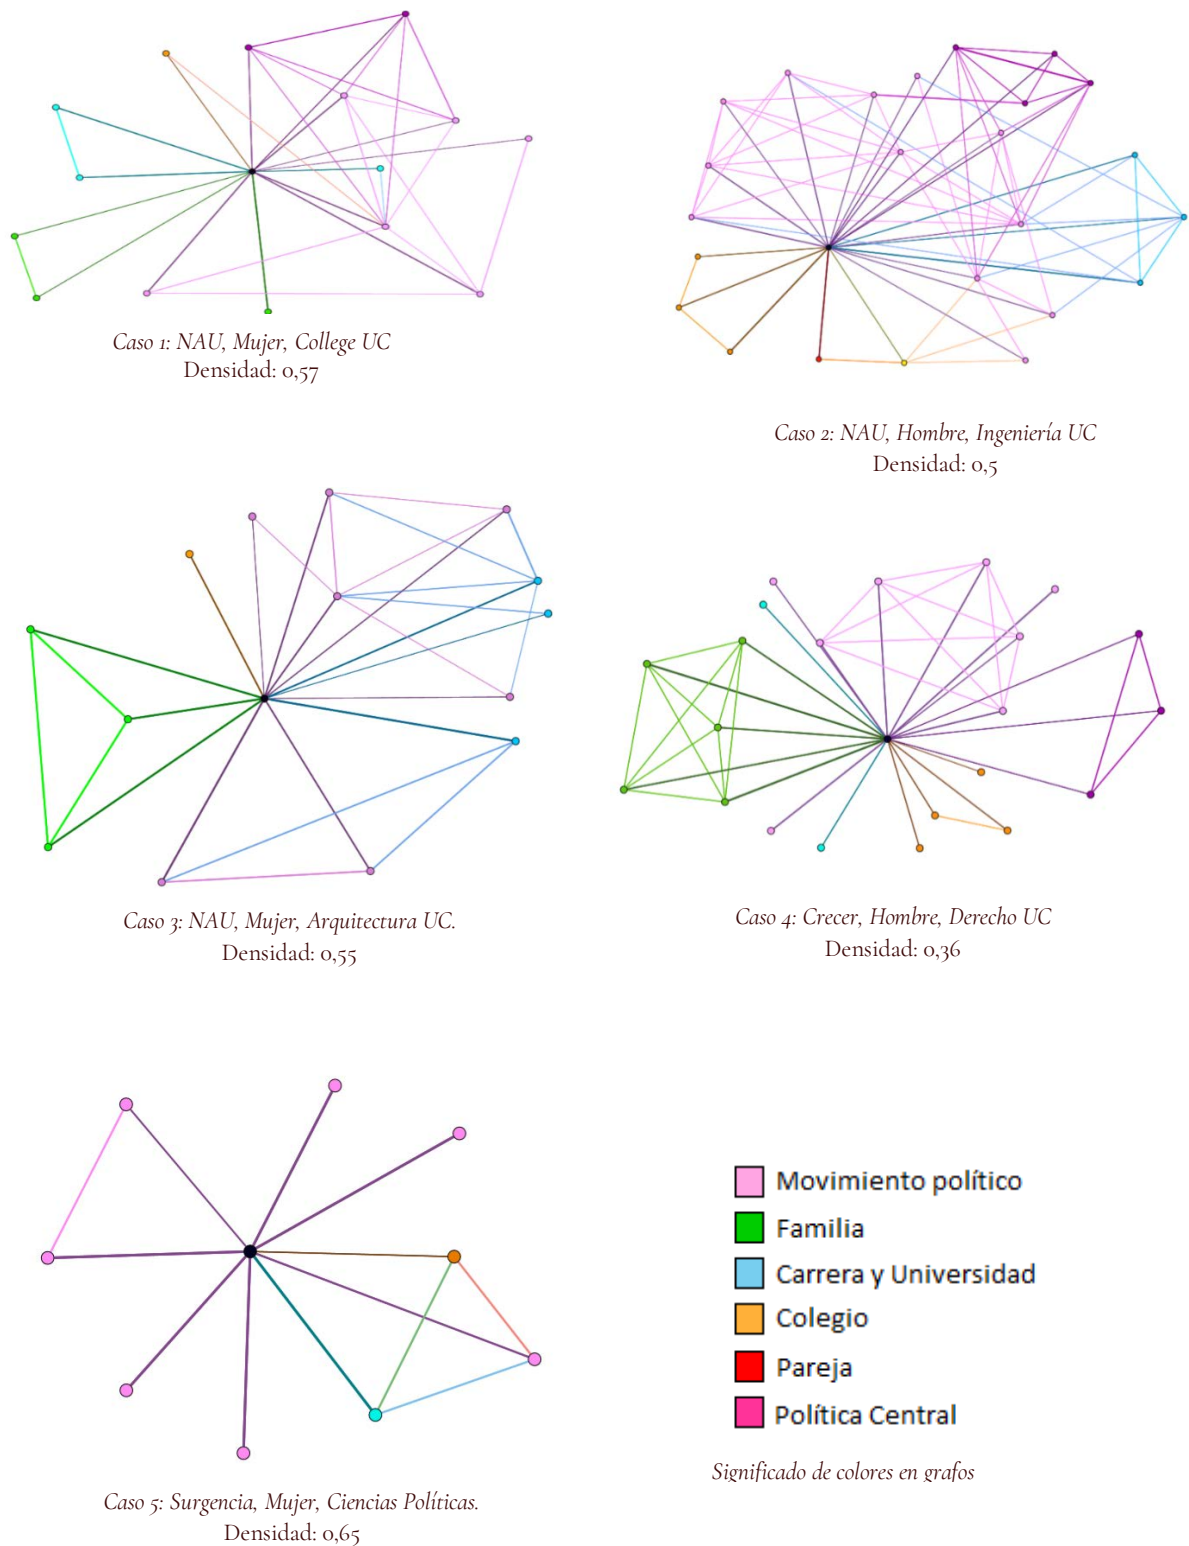 Caso 1: NAU, Mujer, College UC
Densidad: 0,57
Caso 2: NAU, Hombre, Ingeniería UC
Densidad: 0,5
Caso 3: NAU, Mujer, Arquitectura UC.
Densidad: 0,55
Caso 4: Crecer, Hombre, Derecho UC
Densidad: 0,36
Caso 5: Surgencia, Mujer, Ciencias Políticas.
Densidad: 0,65
Movimiento político
Familia
Carrera y Universidad
Colegio
Pareja
Política Central
Significado de colores en grafos